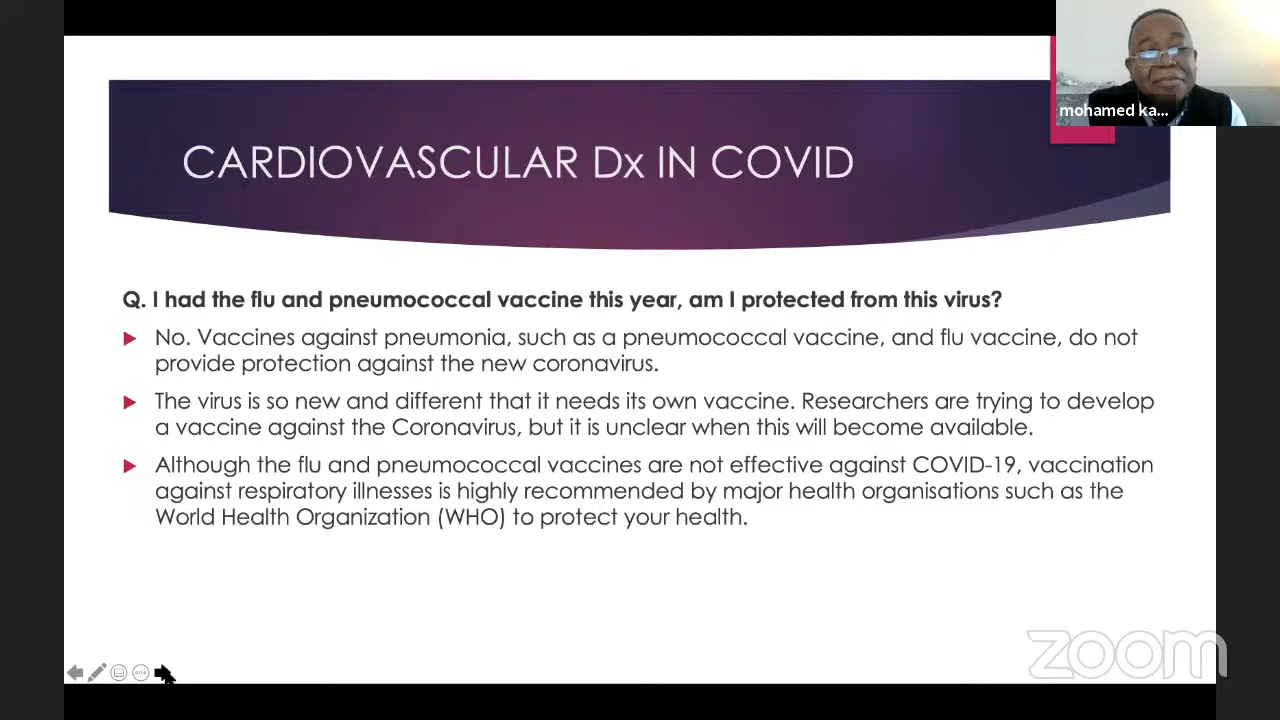 mohamed ka...
CARDIOVASCULAR Dx IN COVID
Q. I had the flu and pneumococcal vaccine this year, am I protected from this virus?
No. Vaccines against pneumonia, such as a pneumococcal vaccine, and flu vaccine, do not
provide protection against the new coronavirus.
The virus is so new and different that it needs its own vaccine. Researchers are trying to develop
a vaccine against the Coronavirus, but it is unclear when this will become available.
Although the flu and pneumococcal vaccines are not effective against COVID-19, vaccination
against respiratory illnesses is highly recommended by major health organisations such as the
World Health Organization (WHO) to protect your health.
zoom